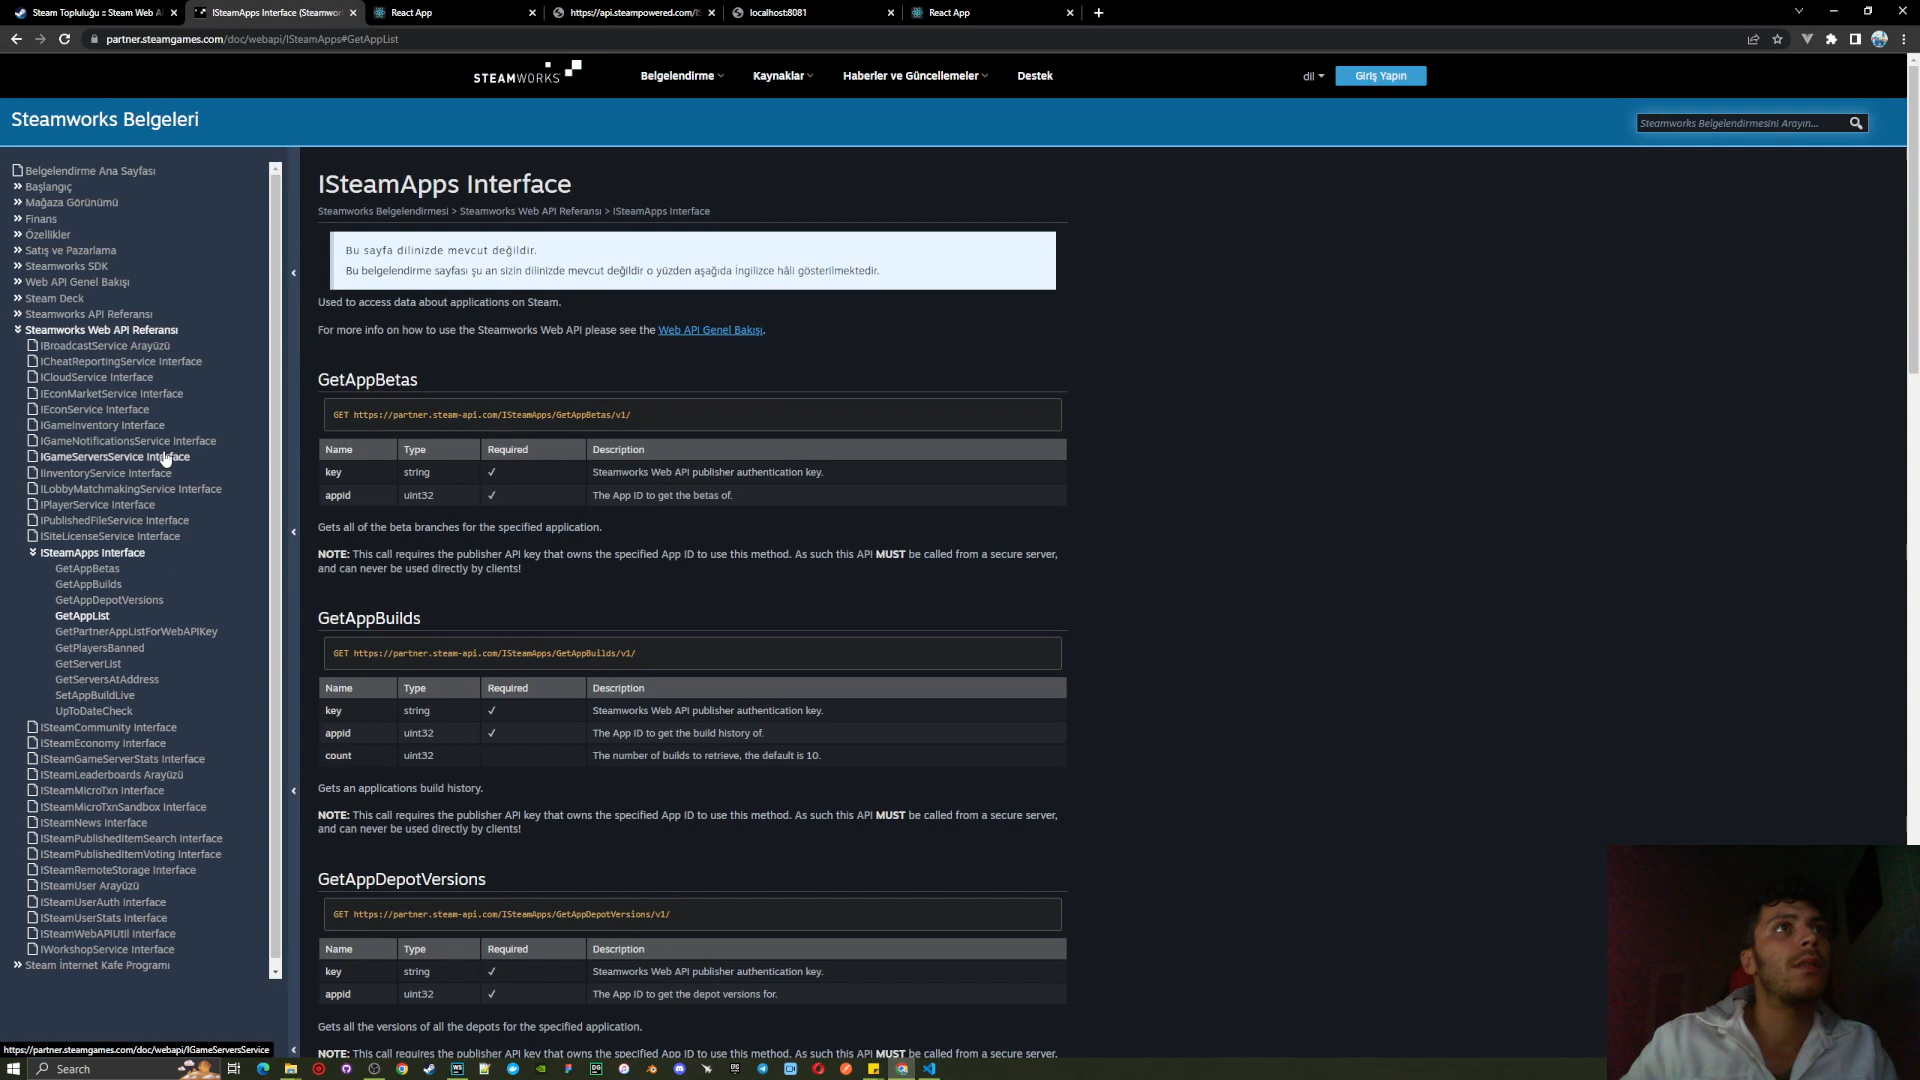 Steam Topluluğu :: Steam Web A
ISteamApps Interface (Steamwor
React App
https://api.steampowered.com/IS
localhost:8081
React App
partner.steamgames.com/doc/webapi/ISteamApps#GetAppList
STEAMWORKS
Belgelendirme
Kaynaklar
Haberler ve Güncellemeler
Destek
dil
Giriş Yapın
Steamworks Belgeleri
Steamworks Belgelendirmesini Arayın...
Belgelendirme Ana Sayfası
Başlangıç
Mağaza Görünümü
Finans
Özellikler
Satış ve Pazarlama
Steamworks SDK
Web API Genel Bakışı
Steam Deck
Steamworks API Referansı
Steamworks Web API Referansı
IBroadcastService Arayüzü
ICheatReportingService Interface
ICloudService Interface
IEconMarketService Interface
IEconService Interface
IGameInventory Interface
IGameNotificationsService Interface
IGameServersService Interface
IInventoryService Interface
ILobbyMatchmakingService Interface
IPlayerService Interface
IPublishedFileService Interface
ISiteLicenseService Interface
ISteamApps Interface
GetAppBetas
GetAppBuilds
GetAppDepotVersions
GetAppList
GetPartnerAppListForWebAPIKey
GetPlayersBanned
GetServerList
GetServersAtAddress
SetAppBuildLive
UpToDateCheck
ISteamCommunity Interface
ISteamEconomy Interface
ISteamGameServerStats Interface
ISteamLeaderboards Arayüzü
ISteamMicroTxn Interface
ISteamMicroTxnSandbox Interface
ISteamNews Interface
ISteamPublishedItemSearch Interface
ISteamPublishedItemVoting Interface
ISteamRemoteStorage Interface
ISteamUser Arayüzü
ISteamUserAuth Interface
ISteamUserStats Interface
ISteamWebAPIUtil Interface
IWorkshopService Interface
Steam İnternet Kafe Programı
ISteamApps Interface
Steamworks Belgelendirmesi > Steamworks Web API Referansı > ISteamApps Interface
Bu sayfa dilinizde mevcut değildir.
Bu belgelendirme sayfası şu an sizin dilinizde mevcut değildir o yüzden aşağıda İngilizce hâli gösterilmektedir.
Used to access data about applications on Steam.
For more info on how to use the Steamworks Web API please see the Web API Genel Bakışı.
GetAppBetas
GET https://partner.steam-api.com/ISteamApps/GetAppBetas/v1/
Name Type Required Description
key string ✓ Steamworks Web API publisher authentication key.
appid uint32 ✓ The App ID to get the betas of.
Gets all of the beta branches for the specified application.
NOTE: This call requires the publisher API key that owns the specified App ID to use this method. As such this API MUST be called from a secure server,
and can never be used directly by clients!
GetAppBuilds
GET https://partner.steam-api.com/ISteamApps/GetAppBuilds/v1/
Name Type Required Description
key string ✓ Steamworks Web API publisher authentication key.
appid uint32 ✓ The App ID to get the build history of.
count uint32 The number of builds to retrieve, the default is 10.
Gets an applications build history.
NOTE: This call requires the publisher API key that owns the specified App ID to use this method. As such this API MUST be called from a secure server,
and can never be used directly by clients!
GetAppDepotVersions
GET https://partner.steam-api.com/ISteamApps/GetAppDepotVersions/v1/
Name Type Required Description
key string ✓ Steamworks Web API publisher authentication key.
appid uint32 ✓ The App ID to get the depot versions for.
Gets all the versions of all the depots for the specified application.
NOTE: This call requires the publisher API key that owns the specified App ID to use this method. As such this API MUST be called from a secure server,
https://partner.steamgames.com/doc/webapi/IGameServersService
Search
WS
DG
EPIC